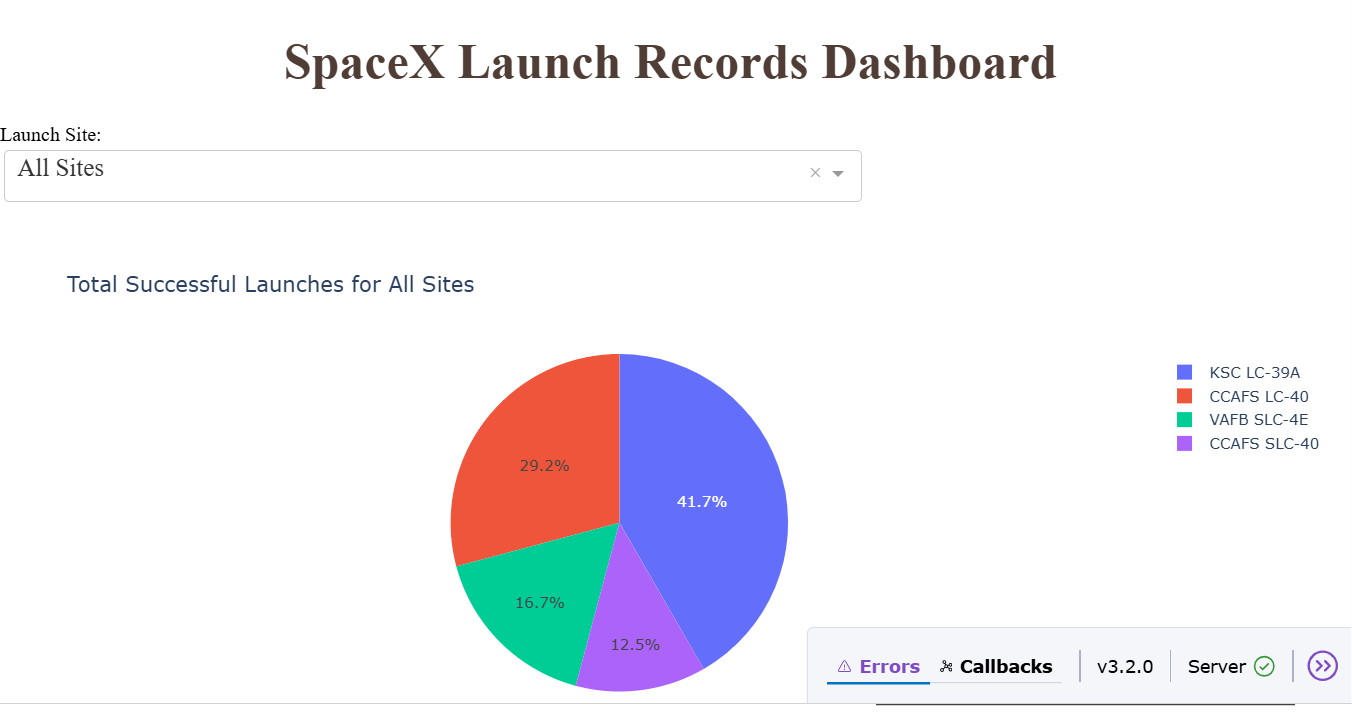 SpaceX Launch Records Dashboard
Launch Site:
All Sites
×
Total Successful Launches for All Sites
KSC LC-39A
CCAFS LC-40
VAFB SLC-4E
CCAFS SLC-40
29.2%
41.7%
16.7%
12.5%
Errors Callbacks v3.2.0 Server